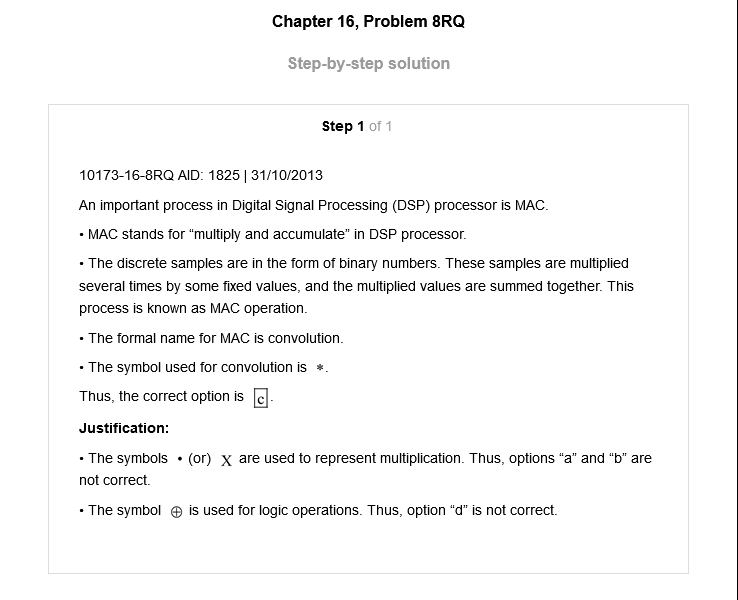 Chapter 16, Problem 8RQ
Step-by-step solution
Step 1 of 1
10173-16-8RQ AID: 1825 | 31/10/2013
An important process in Digital Signal Processing (DSP) processor is MAC.
• MAC stands for “multiply and accumulate” in DSP processor.
• The discrete samples are in the form of binary numbers. These samples are multiplied
several times by some fixed values, and the multiplied values are summed together. This
process is known as MAC operation.
• The formal name for MAC is convolution.
• The symbol used for convolution is *.
Thus, the correct option is c.
Justification:
• The symbols • (or) X are used to represent multiplication. Thus, options “a” and “b” are
not correct.
• The symbol ⊕ is used for logic operations. Thus, option “d” is not correct.